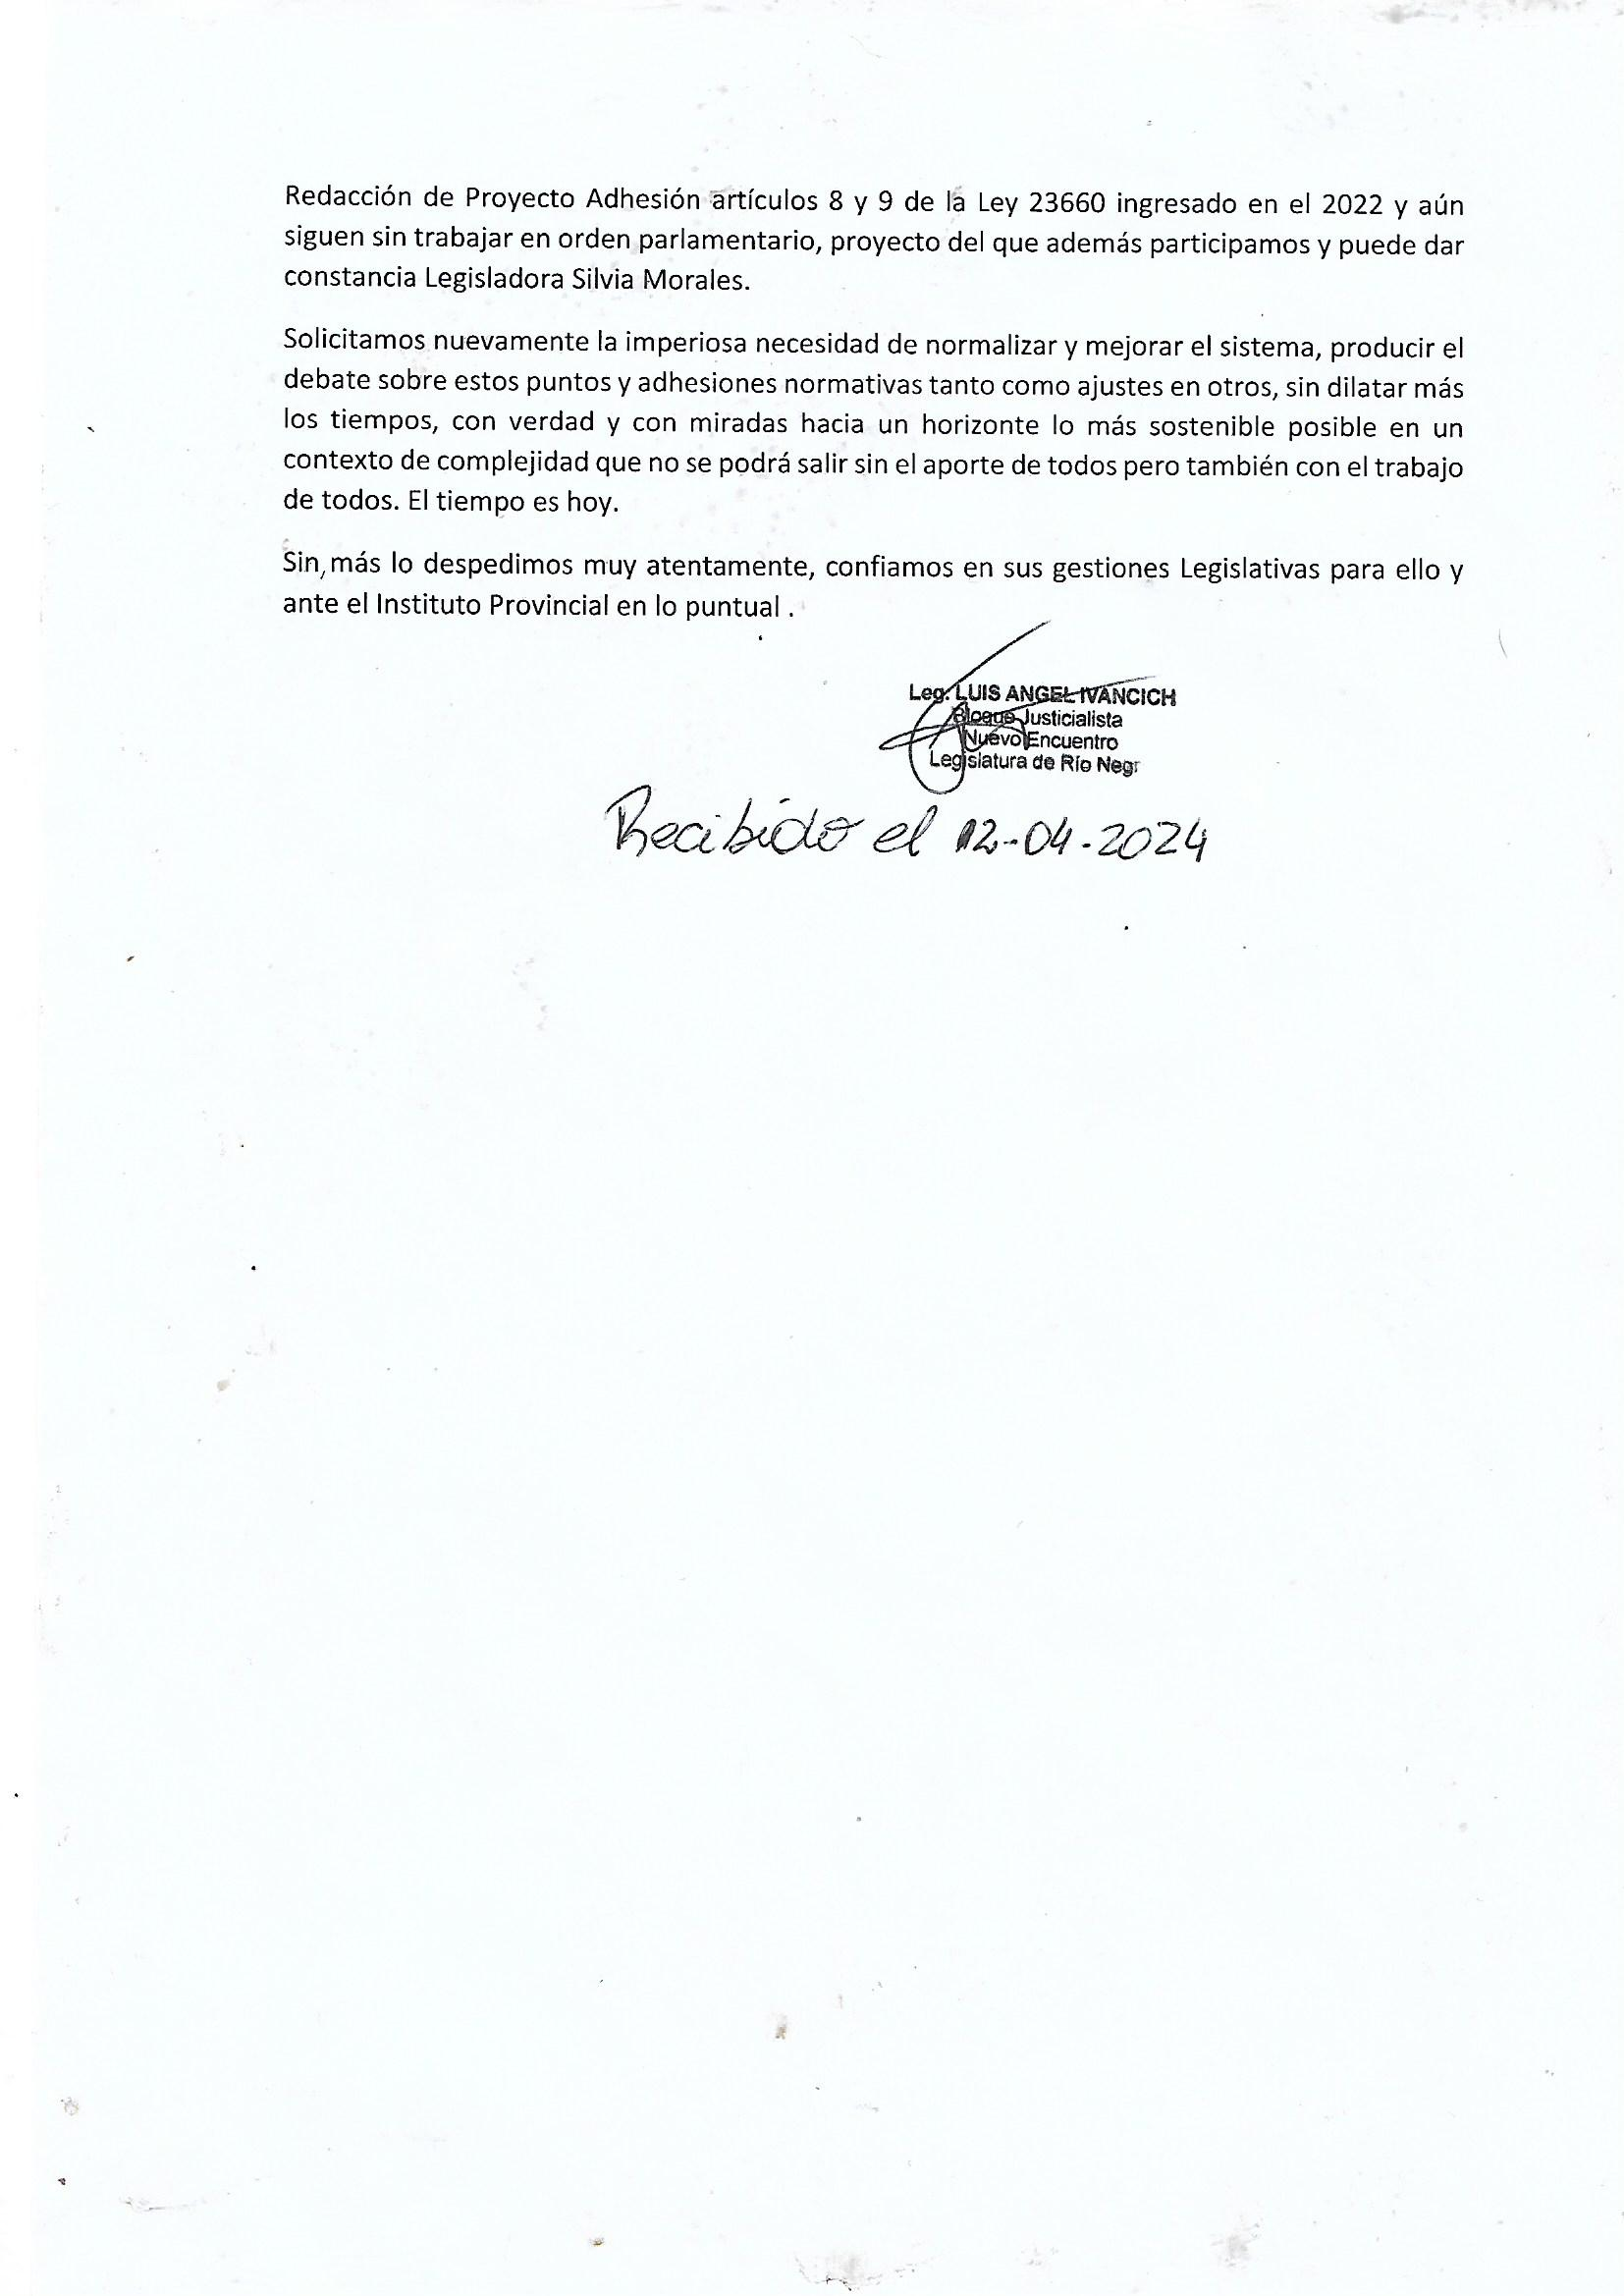 Redacción de Proyecto Adhesión artículos 8 y 9 de la Ley 23660 ingresado en el 2022 y aún
siguen sin trabajar en orden parlamentario, proyecto del que además participamos y puede dar
constancia Legisladora Silvia Morales.
Solicitamos nuevamente la imperiosa necesidad de normalizar y mejorar el sistema, producir el
debate sobre estos puntos y adhesiones normativas tanto como ajustes en otros, sin dilatar más
los tiempos, con verdad y con miradas hacia un horizonte lo más sostenible posible en un
contexto de complejidad que no se podrá salir sin el aporte de todos pero también con el trabajo
de todos. El tiempo es hoy.
Sin más lo despedimos muy atentamente, confiamos en sus gestiones Legislativas para ello y
ante el Instituto Provincial en lo puntual .
Leg. LUIS ANGEL IVANCICH
Bloque Justicialista
Nuevo Encuentro
Legislatura de Río Negr
Recibido el 12-04-2024